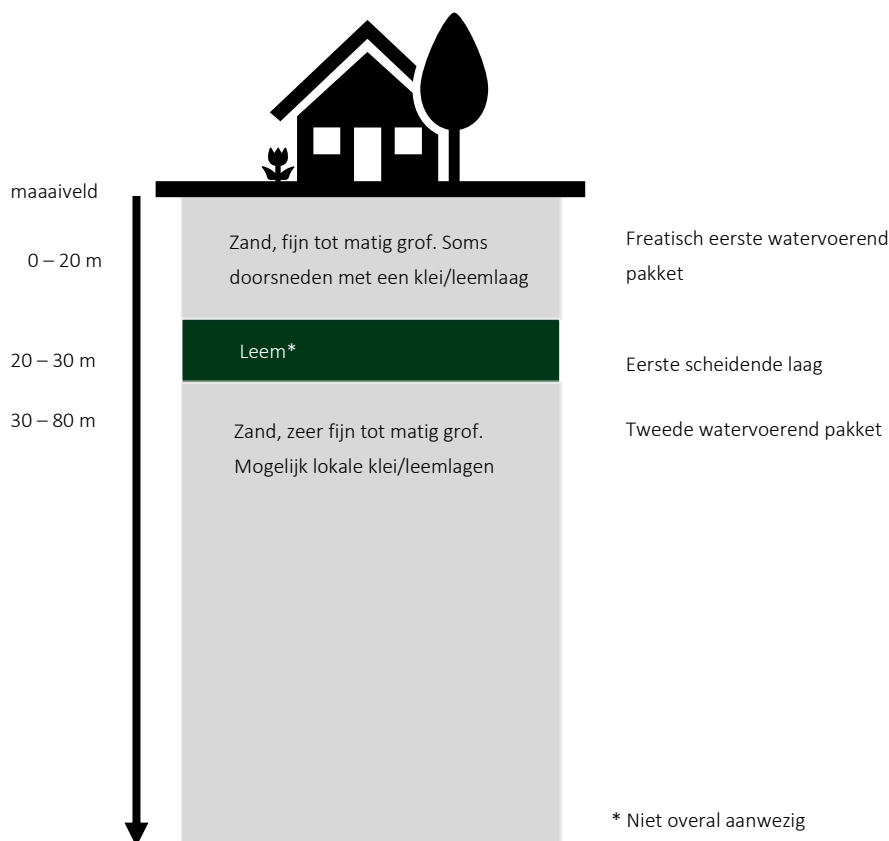 maaaiveld
0 – 20 m
Zand, fijn tot matig grof. Soms
doorsneden met een klei/leemlaag
Freatisch eerste watervoerend
pakket
20 – 30 m
Leem*
Eerste scheidende laag
30 – 80 m
Zand, zeer fijn tot matig grof.
Mogelijk lokale klei/leemlagen
Tweede watervoerend pakket
* Niet overal aanwezig